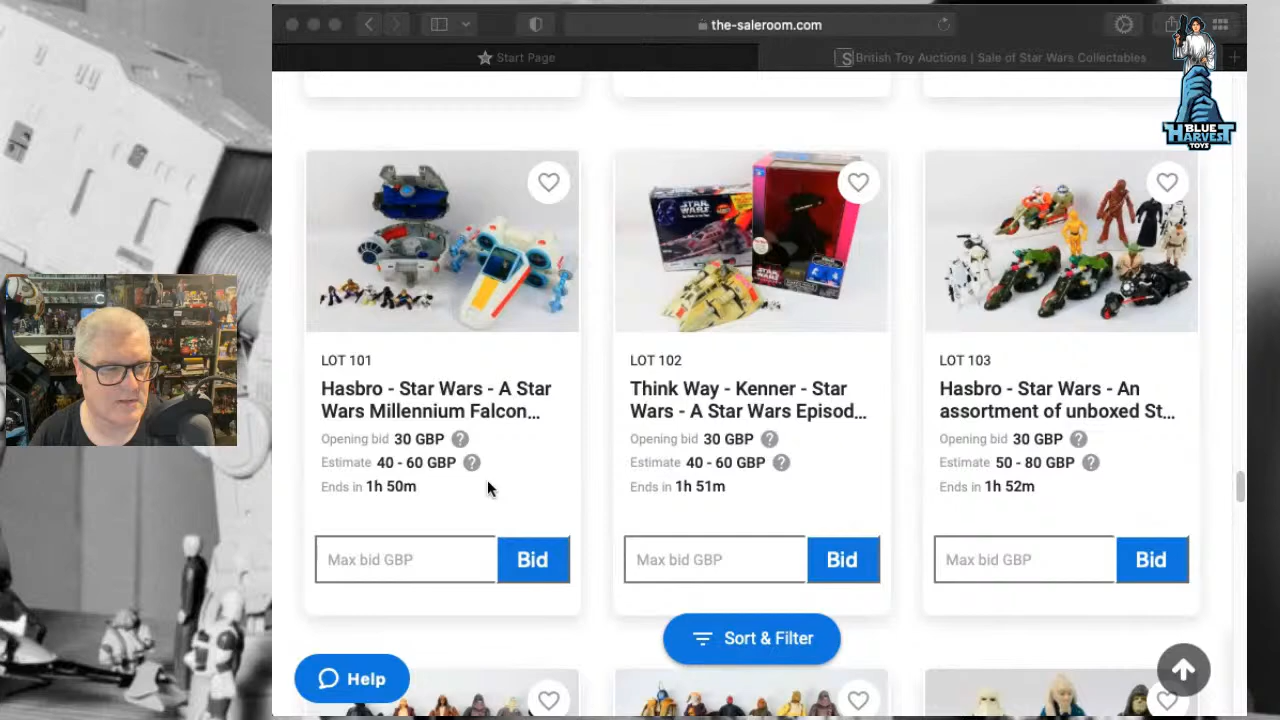 the-saleroom.com
Start Page
British Toy Auctions | Sale of Star Wars Collectables
BLUE
HARVEST
TOYS
STAR
WARS
STAR
WARS
LOT 101
LOT 102
LOT 103
Hasbro - Star Wars - A Star
Wars Millennium Falcon...
Think Way - Kenner - Star
Wars - A Star Wars Episod...
Hasbro - Star Wars - An
assortment of unboxed St...
Opening bid 30 GBP ?
Opening bid 30 GBP ?
Opening bid 30 GBP ?
Estimate 40 - 60 GBP ?
Estimate 40 - 60 GBP ?
Estimate 50 - 80 GBP ?
Ends in 1h 50m
Ends in 1h 51m
Ends in 1h 52m
Max bid GBP
Bid
Max bid GBP
Bid
Max bid GBP
Bid
Sort & Filter
Help